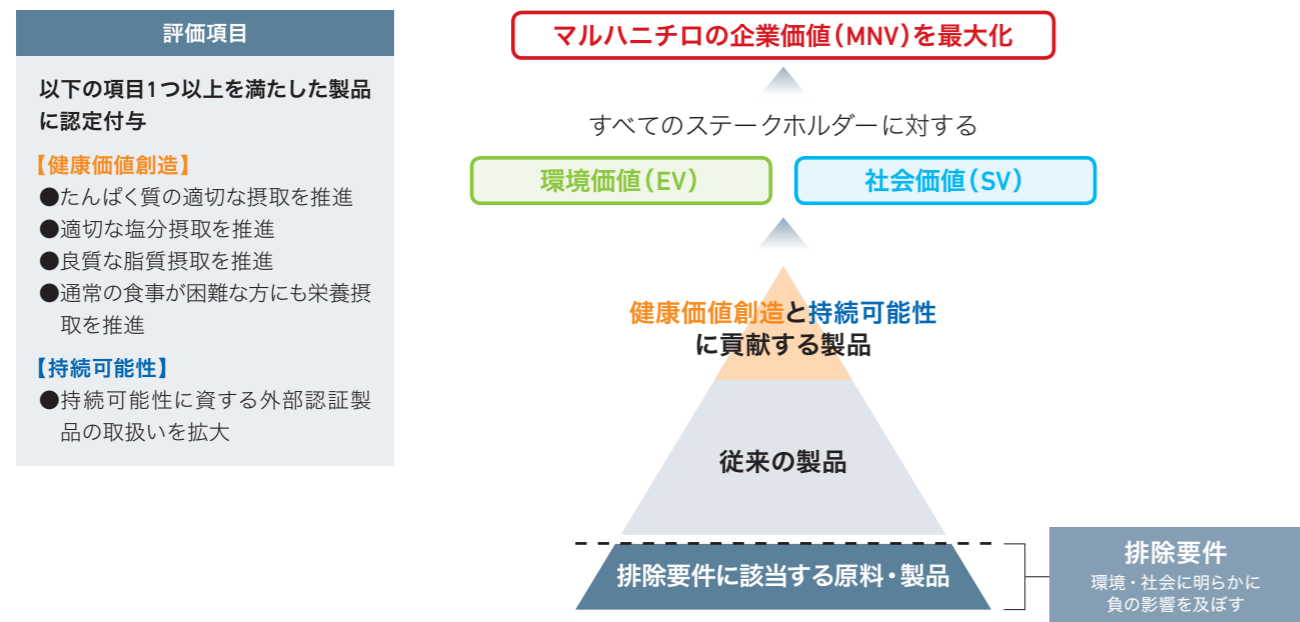 評価項目
以下の項目1つ以上を満たした製品
に認定付与
【健康価値創造】
●たんぱく質の適切な摂取を推進
●適切な塩分摂取を推進
●良質な脂質摂取を推進
●通常の食事が困難な方にも栄養摂
取を推進
【持続可能性】
●持続可能性に資する外部認証製
品の取扱いを拡大
マルハニチロの企業価値(MNV)を最大化
すべてのステークホルダーに対する
環境価値(EV)
社会価値(SV)
健康価値創造と持続可能性
に貢献する製品
従来の製品
排除要件に該当する原料・製品
排除要件
環境・社会に明らかに
負の影響を及ぼす